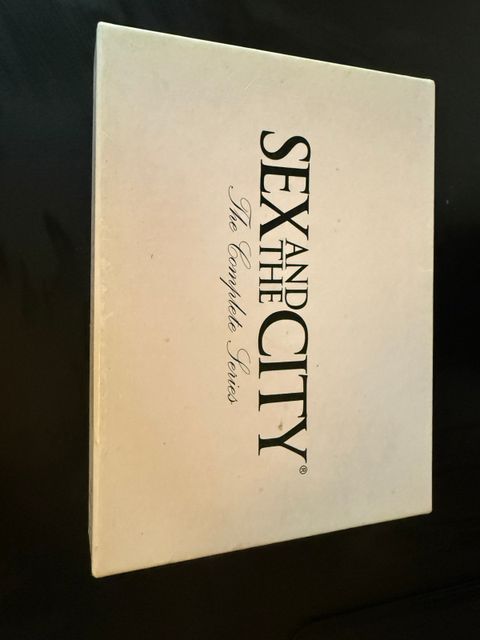 SEX AND THE CITY®
The Complete Series